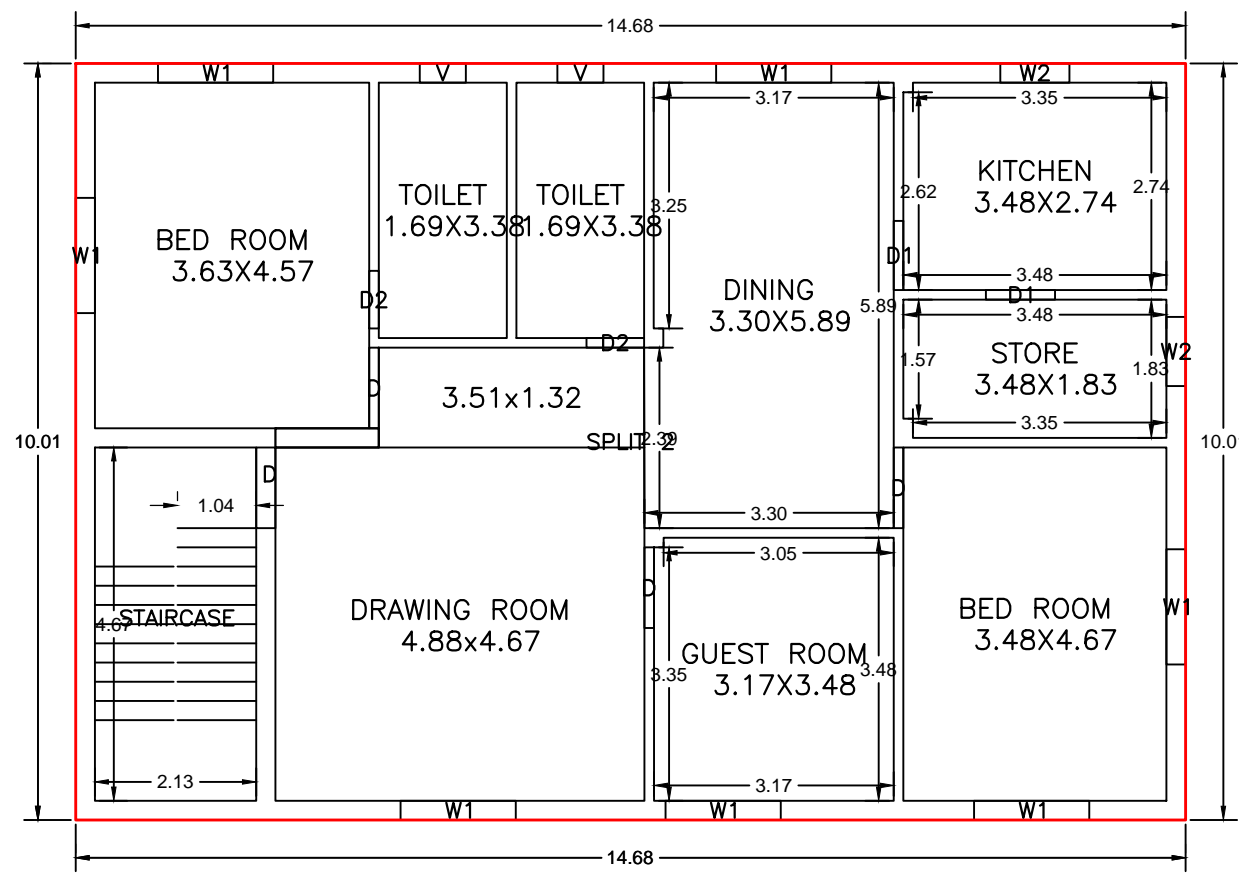 14.68
W1
V
V
W1
W2
3.17
3.35
KITCHEN
3.48X2.74
2.62
2.74
TOILET
1.69X3.38
TOILET
1.69X3.38
3.25
BED ROOM
3.63X4.57
W1
D1
3.48
D1
D2
DINING
3.30X5.89
5.89
3.48
D2
1.57
STORE
3.48X1.83
1.83
W2
D
3.51x1.32
3.35
10.01
SPLIT 2
2.39
10.0
D
D
1.04
3.30
3.05
D
STAIRCASE
4.67
DRAWING ROOM
4.88x4.67
GUEST ROOM
3.17X3.48
3.35
3.48
BED ROOM
3.48X4.67
W1
2.13
3.17
W1
W1
W1
14.68